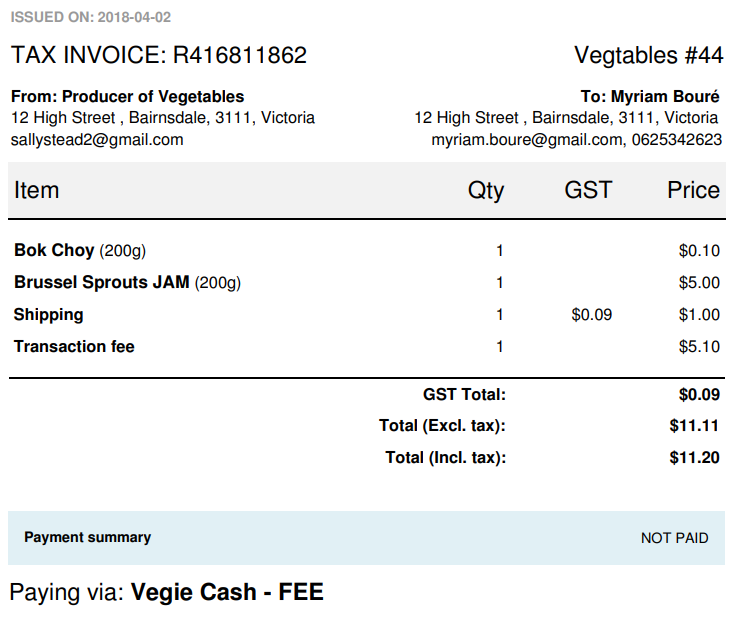 ISSUED ON: 2018-04-02
TAX INVOICE: R416811862 Vegtables #44
From: Producer of Vegetables To: Myriam Bouré
12 High Street , Bairnsdale, 3111, Victoria 12 High Street , Bairnsdale, 3111, Victoria
sallystead2@gmail.com myriam.boure@gmail.com, 0625342623
Item Qty GST Price
Bok Choy (200g) 1 $0.10
Brussel Sprouts JAM (200g) 1 $5.00
Shipping 1 $0.09 $1.00
Transaction fee 1 $5.10
GST Total: $0.09
Total (Excl. tax): $11.11
Total (Incl. tax): $11.20
Payment summary NOT PAID
Paying via: Vegie Cash - FEE